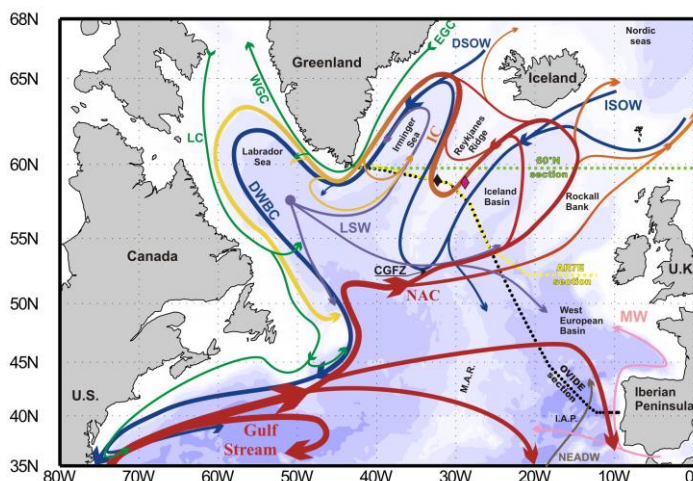 68N
65N
60N
55N
50N
45N
40N
35N
80W
70W
60W
50W
40W
30W
20W
10W
0
Greenland
EGC
DSOW
Nordic
seas
Iceland
ISOW
WGC
LC
Irminger
Sea
IC
Reykjanes
Ridge
Labrador
Sea
60°N
section
DWBC
Iceland
Basin
Rockall
Bank
LSW
Canada
CGFZ
AR7E
section
U.K.
NAC
West
European
Basin
MW
M.A.R.
OVIDE
section
U.S.
Iberian
Peninsula
Gulf
Stream
I.A.P.
NEADW